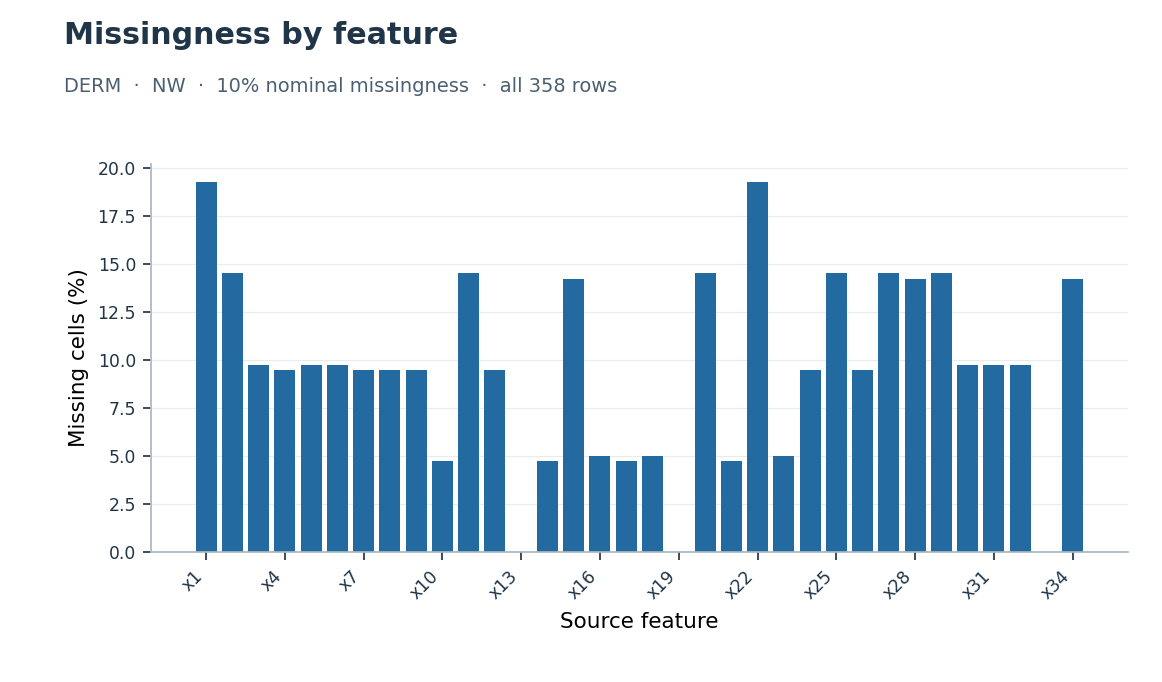 Missingness by feature
DERM · NW · 10% nominal missingness · all 358 rows
20.0
17.5
15.0
12.5
10.0
7.5
5.0
2.5
0.0
Missing cells (%)
x1 x4 x7 x10 x13 x16 x19 x22 x25 x28 x31 x34
Source feature